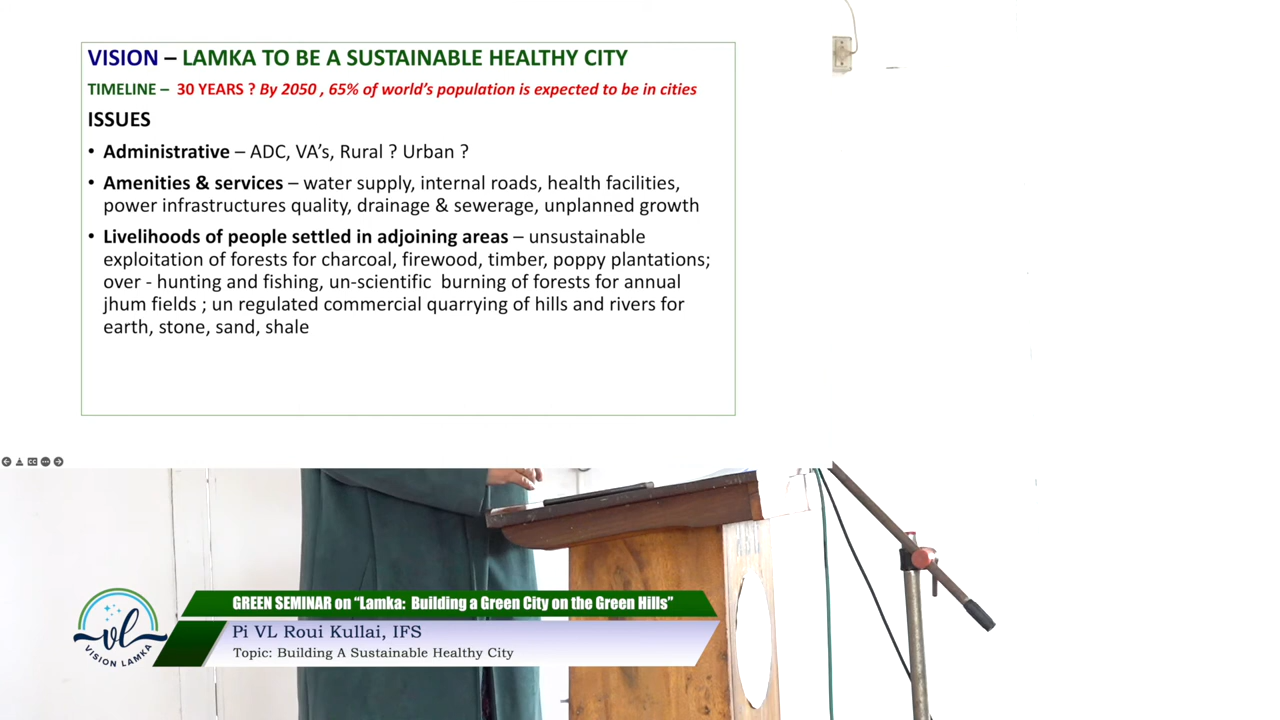 VISION – LAMKA TO BE A SUSTAINABLE HEALTHY CITY
TIMELINE – 30 YEARS ? By 2050 , 65% of world's population is expected to be in cities
ISSUES
• Administrative – ADC, VA's, Rural ? Urban ?
• Amenities & services – water supply, internal roads, health facilities,
power infrastructures quality, drainage & sewerage, unplanned growth
• Livelihoods of people settled in adjoining areas – unsustainable
exploitation of forests for charcoal, firewood, timber, poppy plantations;
over - hunting and fishing, un-scientific burning of forests for annual
jhum fields ; un regulated commercial quarrying of hills and rivers for
earth, stone, sand, shale
GREEN SEMINAR on "Lamka: Building a Green City on the Green Hills"
Pi VL Roui Kullai, IFS
Topic: Building A Sustainable Healthy City
vl
VISION LAMKA